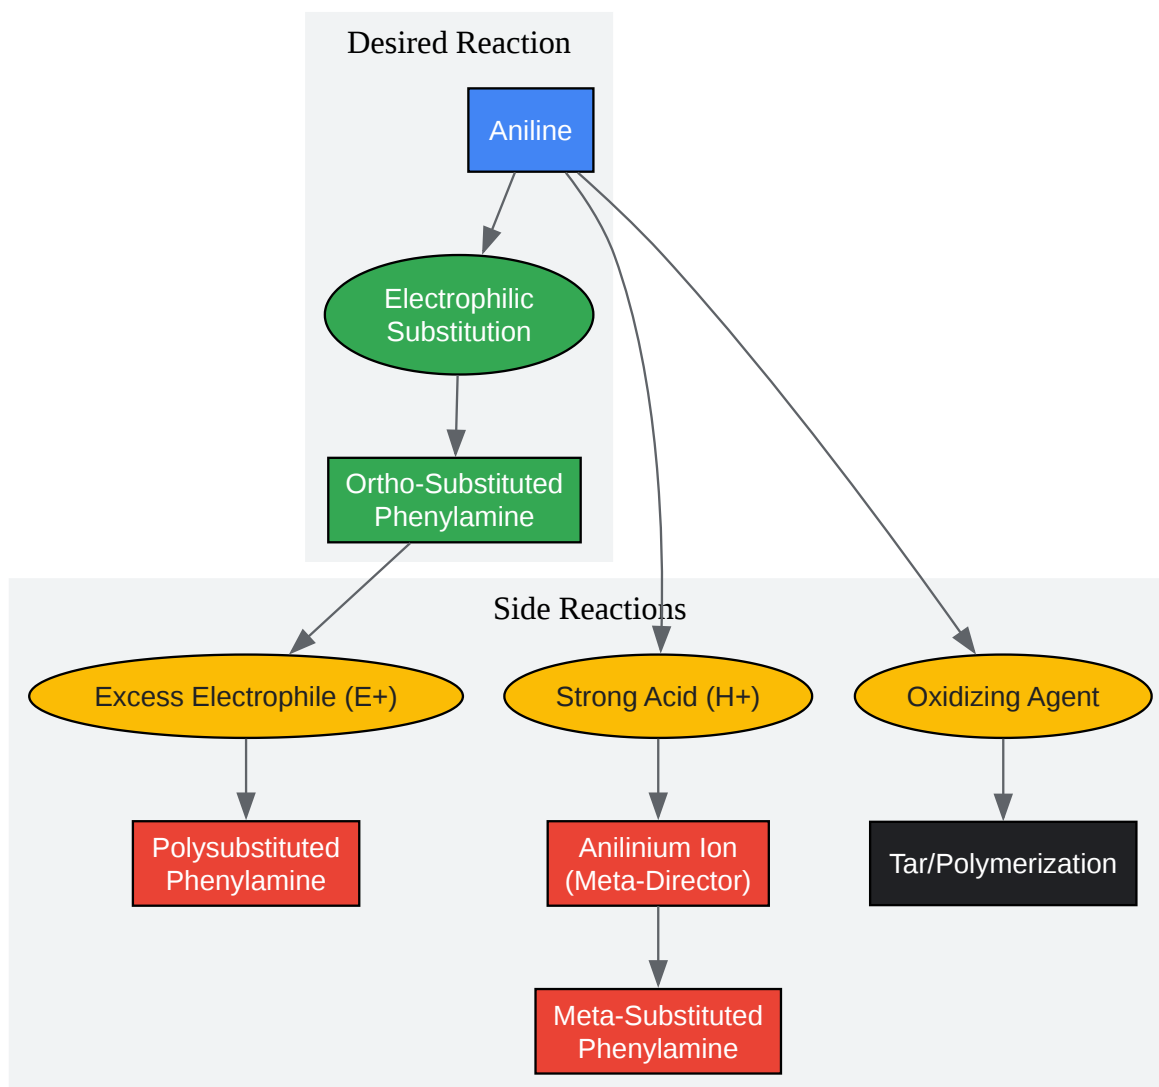 Desired Reaction
Aniline
Electrophilic
Substitution
Ortho-Substituted
Phenylamine
Side Reactions
Excess Electrophile (E+)
Strong Acid (H+)
Oxidizing Agent
Polysubstituted
Phenylamine
Anilinium Ion
(Meta-Director)
Tar/Polymerization
Meta-Substituted
Phenylamine